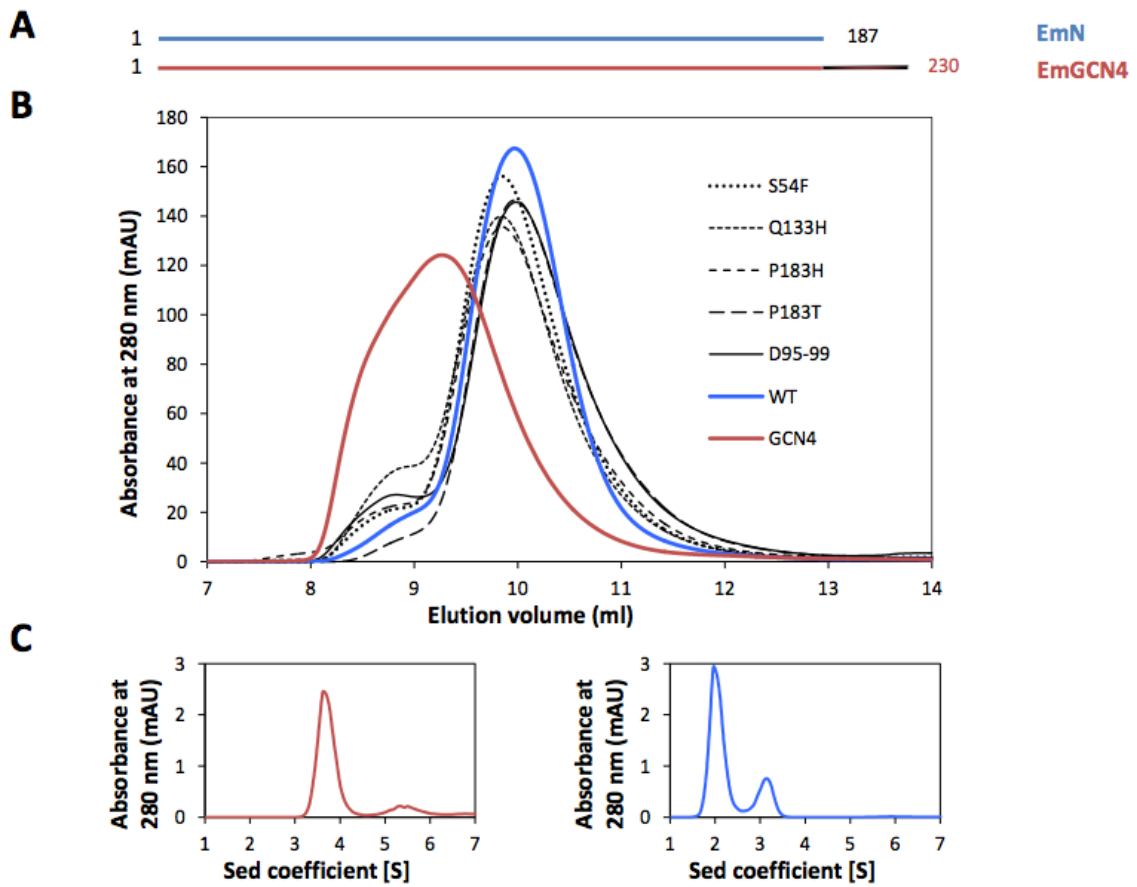 A
1 187 EmN
1 230 EmGCN4
B
180
160
140
120
100
80
60
40
20
0
Absorbance at 280 nm (mAU)
S54F
Q133H
P183H
P183T
D95-99
WT
GCN4
7 8 9 10 11 12 13 14
Elution volume (ml)
C
Absorbance at
280 nm (mAU)
3
2
1
0
1 2 3 4 5 6 7
Sed coefficient [S]
Absorbance at
280 nm (mAU)
3
2
1
0
1 2 3 4 5 6 7
Sed coefficient [S]